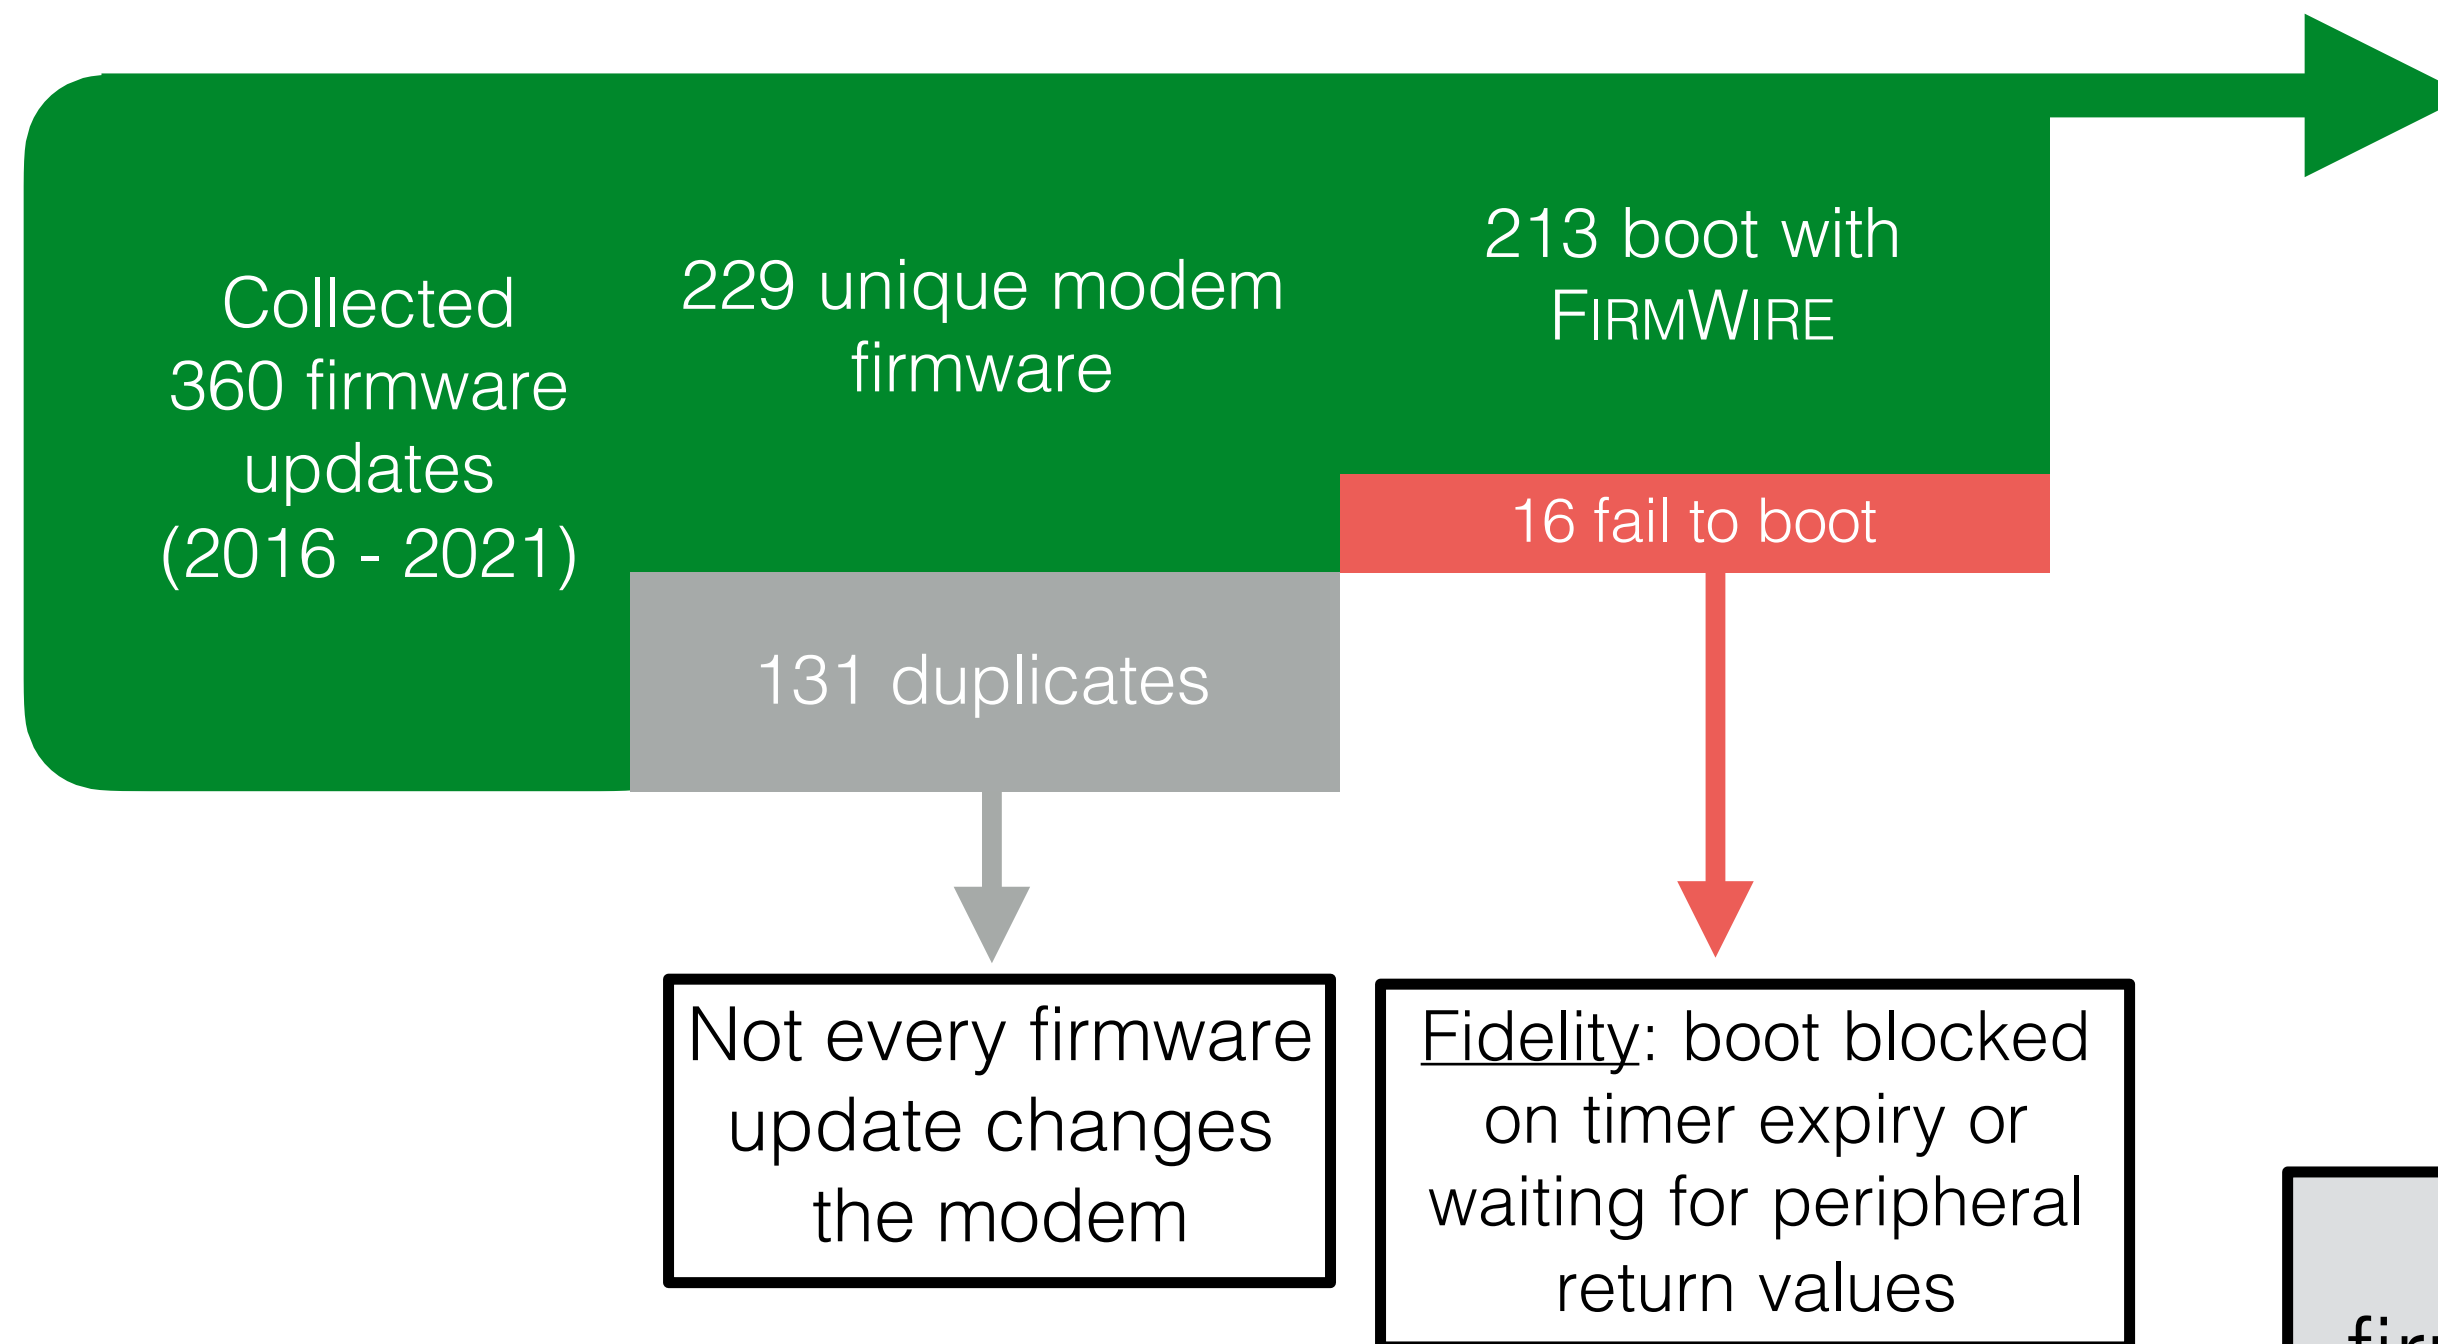 Collected
360 firmware
updates
(2016 - 2021)
229 unique modem
firmware
213 boot with
FIRMWIRE
16 fail to boot
131 duplicates
Not every firmware
update changes
the modem
Fidelity: boot blocked
on timer expiry or
waiting for peripheral
return values